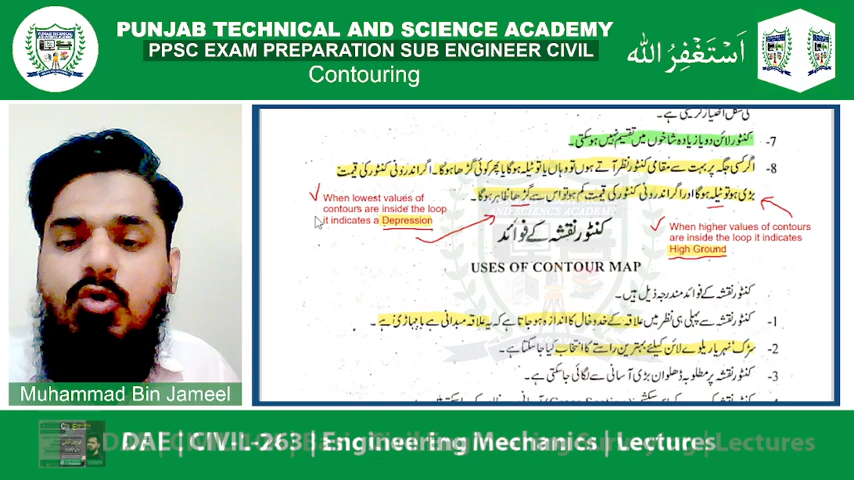 PUNJAB TECHNICAL AND SCIENCE ACADEMY
PPSC EXAM PREPARATION SUB ENGINEER CIVIL
Contouring
اَسْتَغْفِرُ اللّٰه
7- کنٹور لائن دو یا زیادہ شاخوں میں تقسیم نہیں ہو سکتی۔
8- اگر کسی جگہ پر بہت سے مقامی کنٹور نظر آتے ہوں تو وہاں یا تو ٹیلہ ہوگا یا پھر کوئی گڑھا ہوگا۔ اگر اندرونی کنٹور کی قیمت
بڑی ہو تو ٹیلہ ہوگا اور اگر اندرونی کنٹور کی قیمت کم ہو تو اس سے گڑھا ظاہر ہوگا۔
When lowest values of
contours are inside the loop
it indicates a Depression
When higher values of contours
are inside the loop it indicates
High Ground
کنٹور نقشہ کے فوائد
USES OF CONTOUR MAP
کنٹور نقشہ کے فوائد مندرجہ ذیل ہیں۔
1- کنٹور نقشہ سے پہلی ہی نظر میں علاقہ کے خدوخال کا اندازہ ہو جاتا ہے کہ یہ علاقہ میدانی ہے یا پہاڑی ہے۔
2- سڑک نہر یا ریلوے لائن کیلئے بہترین راستے کا انتخاب کیا جا سکتا ہے۔
3- کنٹور نقشہ پر مطلوبہ ڈھلوان بڑی آسانی سے لگائی جا سکتی ہے۔
Muhammad Bin Jameel
DAE | CIVIL-263 | Engineering Mechanics | Lectures